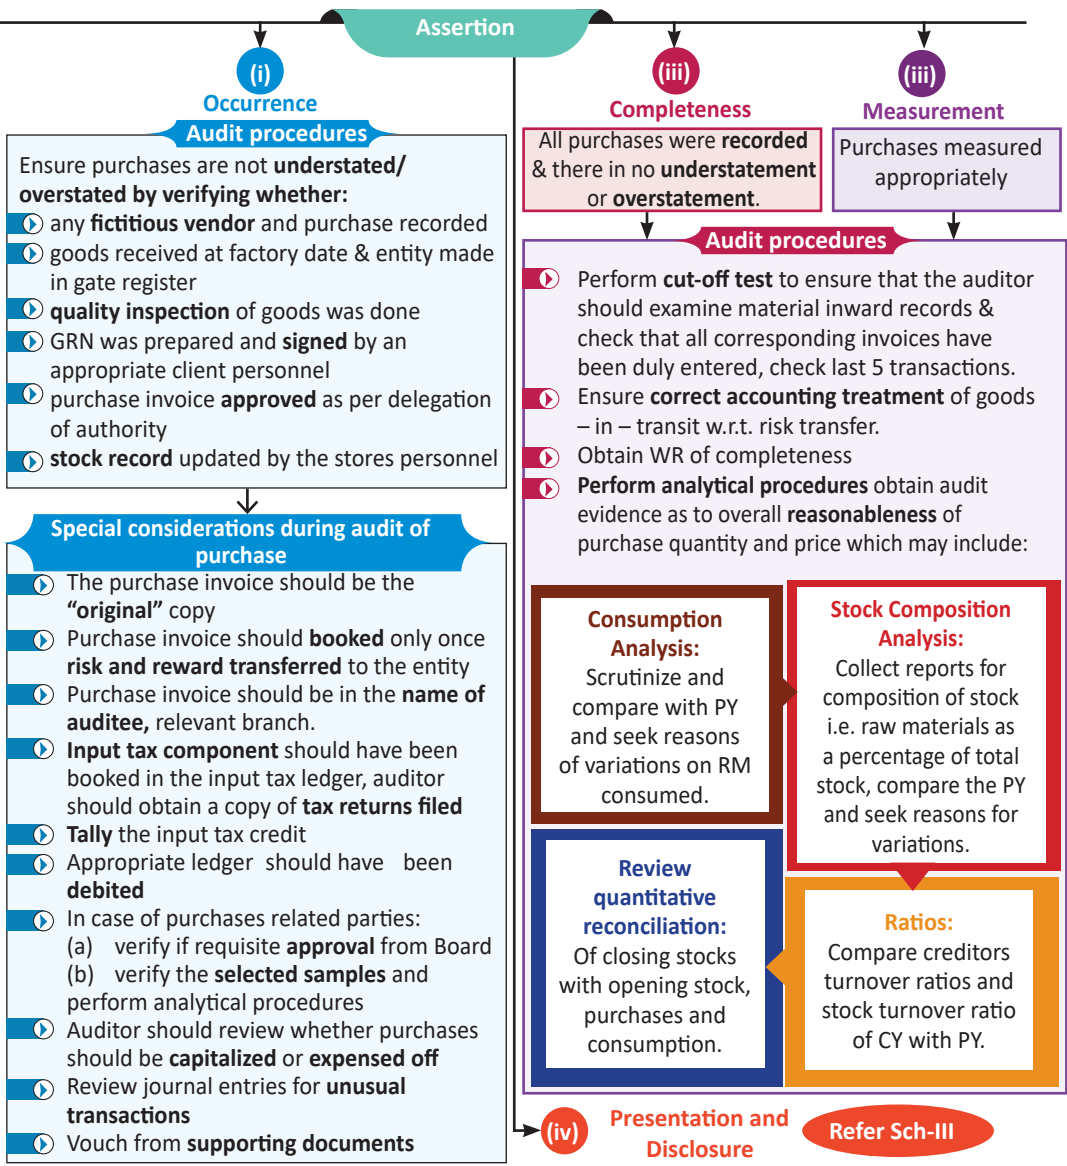 Assertion
(i)
Occurrence
Audit procedures
Ensure purchases are not understated/
overstated by verifying whether:
any fictitious vendor and purchase recorded
goods received at factory date & entity made
in gate register
quality inspection of goods was done
GRN was prepared and signed by an
appropriate client personnel
purchase invoice approved as per delegation
of authority
stock record updated by the stores personnel
Special considerations during audit of
purchase
The purchase invoice should be the
“original” copy
Purchase invoice should booked only once
risk and reward transferred to the entity
Purchase invoice should be in the name of
auditee, relevant branch.
Input tax component should have been
booked in the input tax ledger, auditor
should obtain a copy of tax returns filed
Tally the input tax credit
Appropriate ledger should have been
debited
In case of purchases related parties:
(a) verify if requisite approval from Board
(b) verify the selected samples and
perform analytical procedures
Auditor should review whether purchases
should be capitalized or expensed off
Review journal entries for unusual
transactions
Vouch from supporting documents
(iii)
Completeness
All purchases were recorded
& there in no understatement
or overstatement.
(iii)
Measurement
Purchases measured
appropriately
Audit procedures
Perform cut-off test to ensure that the auditor
should examine material inward records &
check that all corresponding invoices have
been duly entered, check last 5 transactions.
Ensure correct accounting treatment of goods
– in – transit w.r.t. risk transfer.
Obtain WR of completeness
Perform analytical procedures obtain audit
evidence as to overall reasonableness of
purchase quantity and price which may include:
Consumption
Analysis:
Scrutinize and
compare with PY
and seek reasons
of variations on RM
consumed.
Stock Composition
Analysis:
Collect reports for
composition of stock
i.e. raw materials as
a percentage of total
stock, compare the PY
and seek reasons for
variations.
Review
quantitative
reconciliation:
Of closing stocks
with opening stock,
purchases and
consumption.
Ratios:
Compare creditors
turnover ratios and
stock turnover ratio
of CY with PY.
(iv)
Presentation and
Disclosure
Refer Sch-III